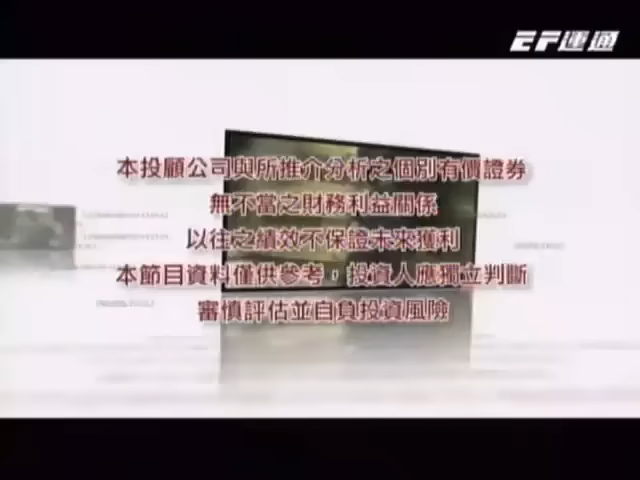 EF運通
本投顧公司與所推介分析之個別有價證券
無不當之財務利益關係
以往之績效不保證未來獲利
本節目資料僅供參考，投資人應獨立判斷
審慎評估並自負投資風險